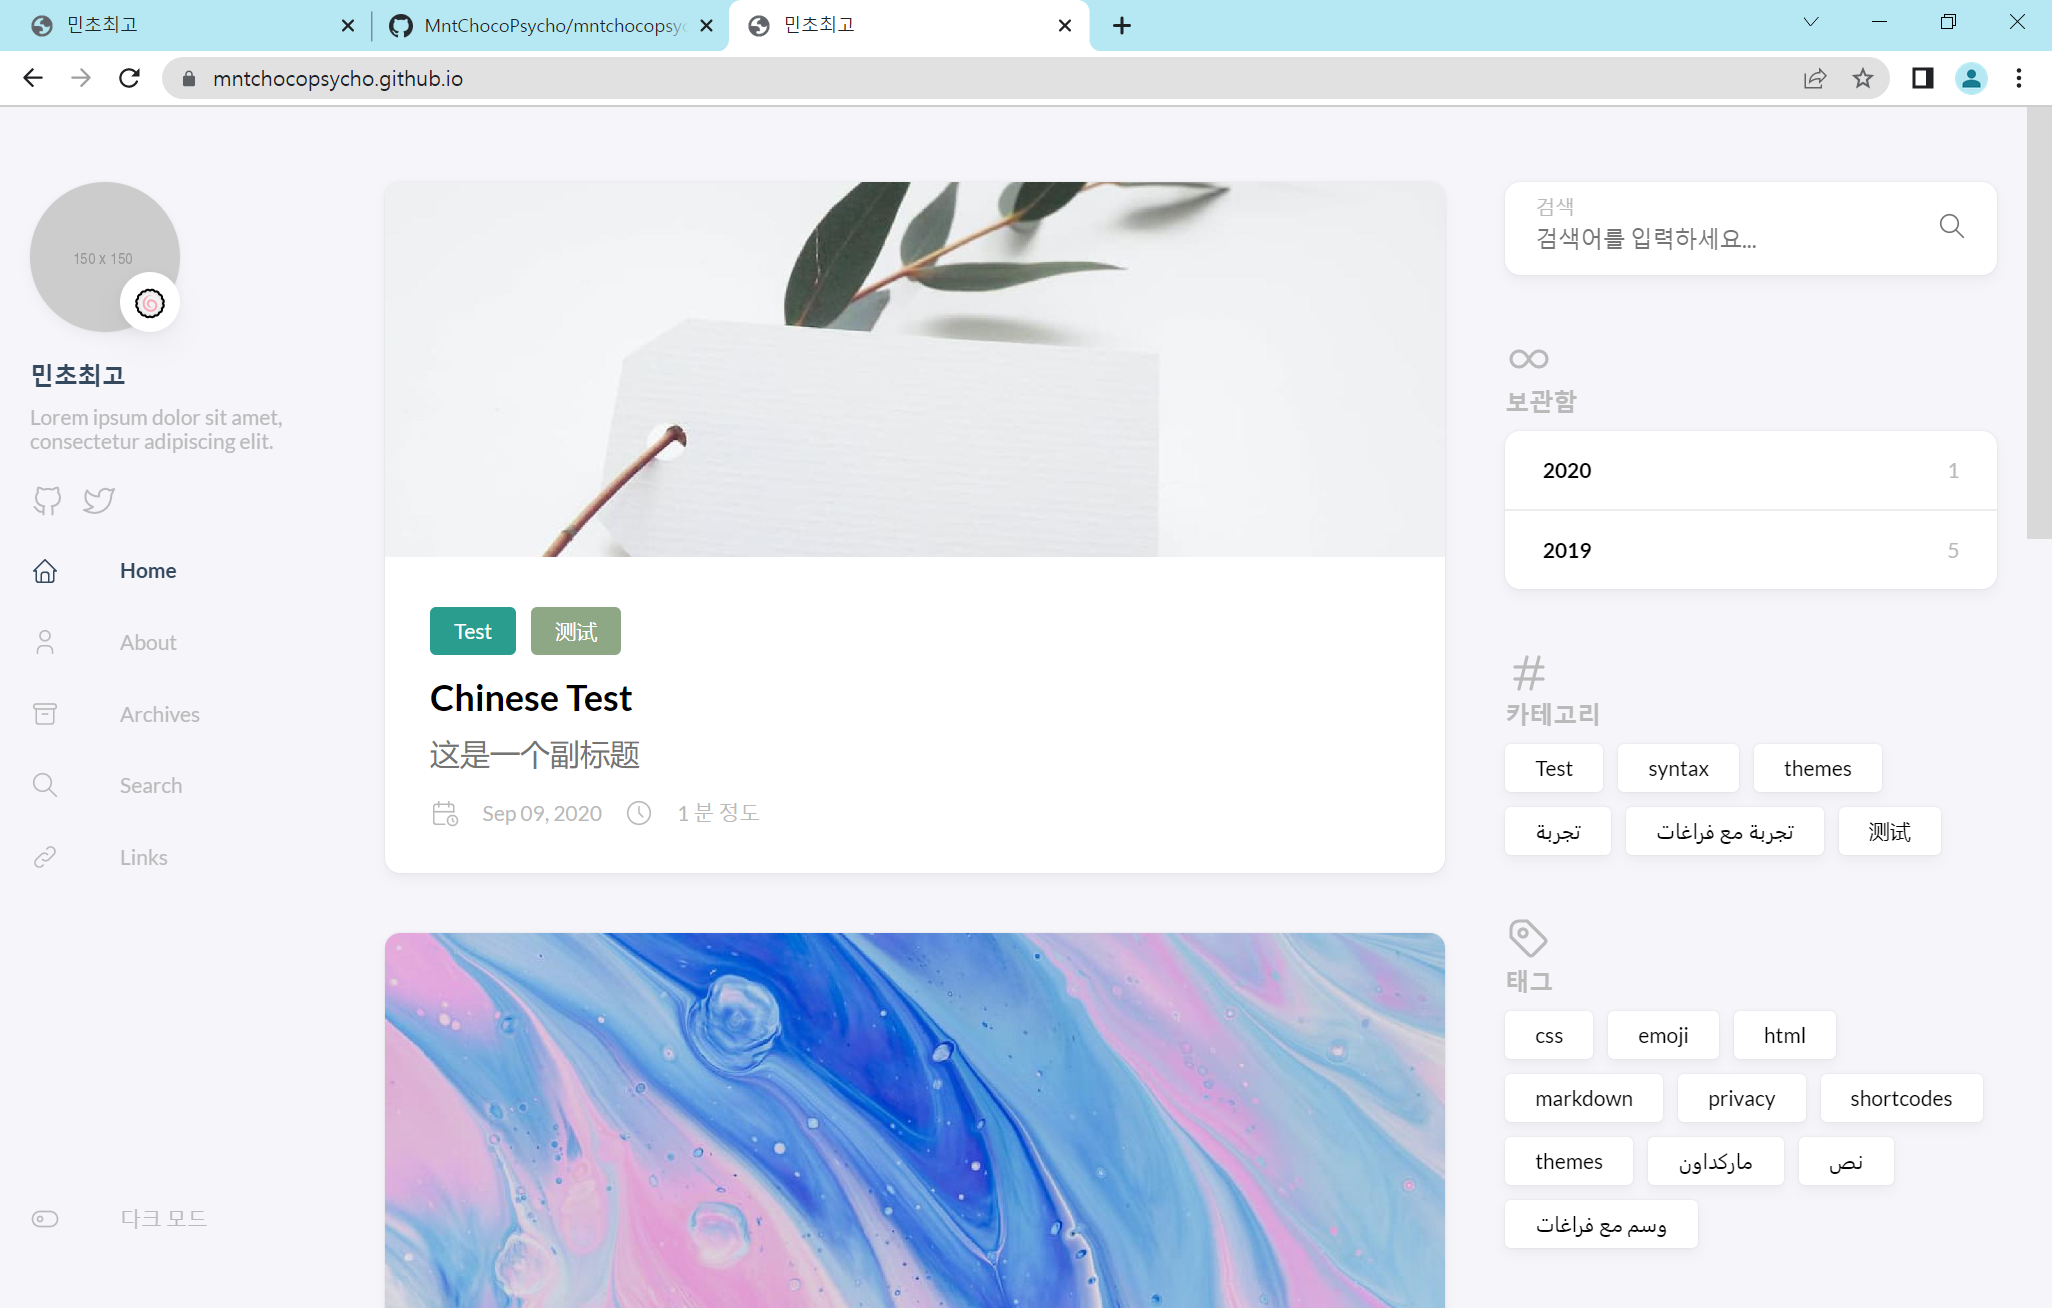 민초최고
MntChocoPsycho/mntchocopsyc
민초최고
mntchocopsycho.github.io
150 x 150
민초최고
Lorem ipsum dolor sit amet,
consectetur adipiscing elit.
Home
About
Archives
Search
Links
다크 모드
Test
测试
Chinese Test
这是一个副标题
Sep 09, 2020
1 분 정도
검색
검색어를 입력하세요...
보관함
2020 1
2019 5
카테고리
Test
syntax
themes
تجربة
تجربة مع فراغات
测试
태그
css
emoji
html
markdown
privacy
shortcodes
themes
ماركداون
نص
وسم مع فراغات